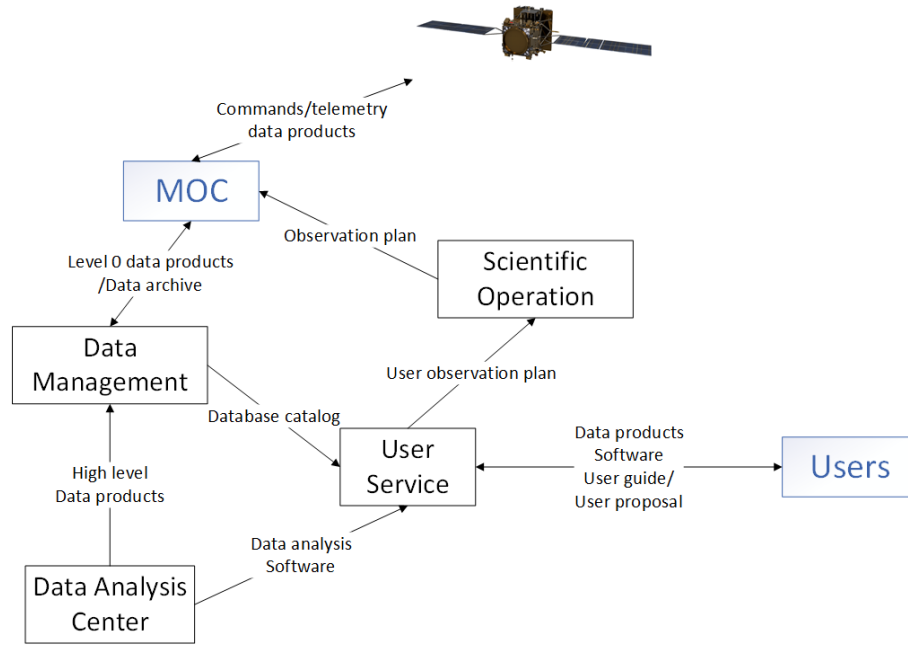 Commands/telemetry
data products
MOC
Observation plan
Level 0 data products
/Data archive
Scientific
Operation
Data
Management
User observation plan
Database catalog
User
Service
Data products
Software
User guide/
User proposal
Users
High level
Data products
Data analysis
Software
Data Analysis
Center